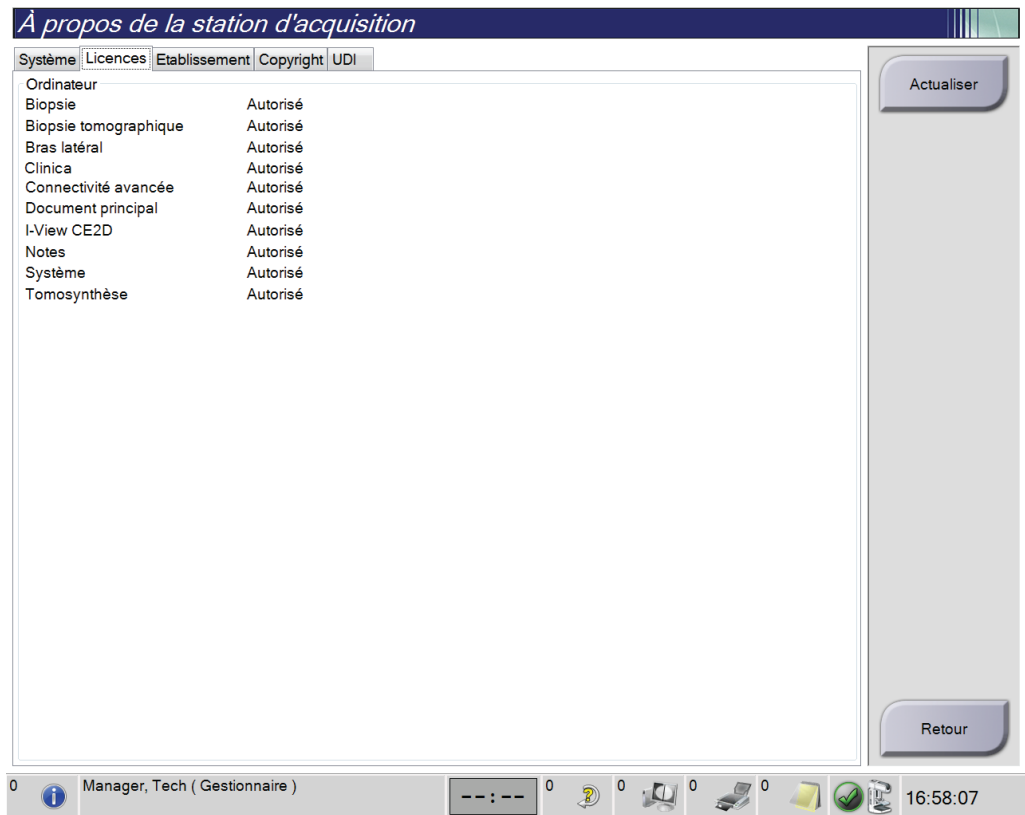 À propos de la station d'acquisition
Système Licences Etablissement Copyright UDI
Actualiser
Ordinateur
Biopsie Autorisé
Biopsie tomographique Autorisé
Bras latéral Autorisé
Clinica Autorisé
Connectivité avancée Autorisé
Document principal Autorisé
I-View CE2D Autorisé
Notes Autorisé
Système Autorisé
Tomosynthèse Autorisé
Retour
0 Manager, Tech ( Gestionnaire ) --:-- 0 0 0 0 16:58:07